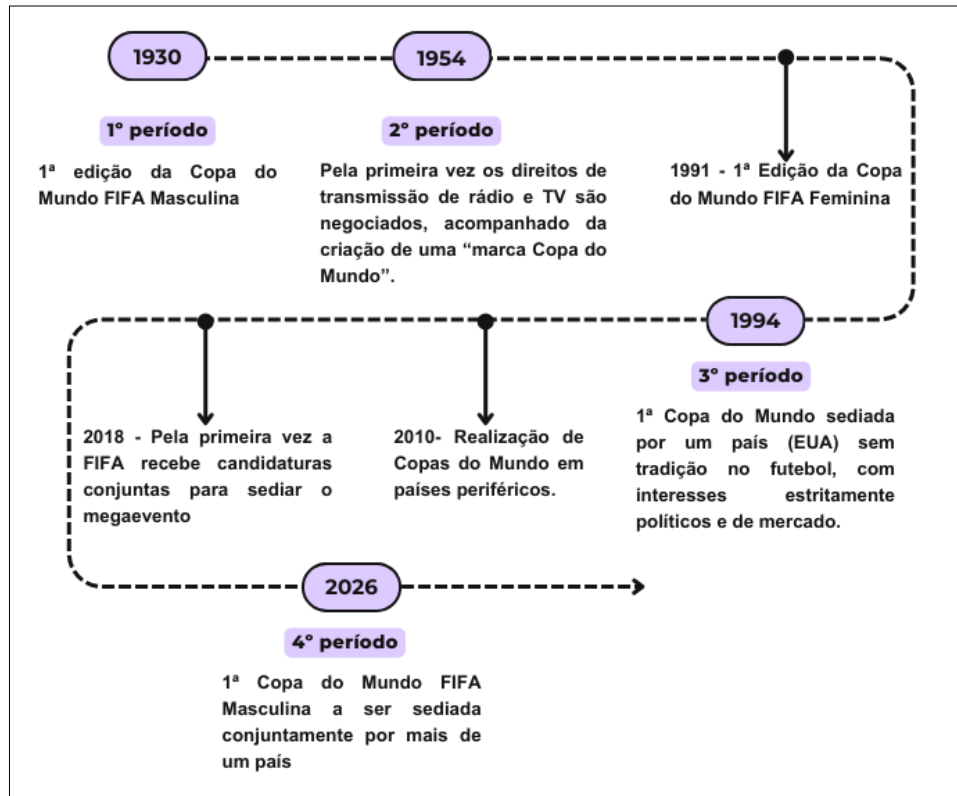 1930
1954
1º período
2º período
1ª edição da Copa do
Mundo FIFA Masculina
Pela primeira vez os direitos de
transmissão de rádio e TV são
negociados, acompanhado da
criação de uma “marca Copa do
Mundo”.
1991 - 1ª Edição da Copa
do Mundo FIFA Feminina
1994
3º período
1ª Copa do Mundo sediada
por um país (EUA) sem
tradição no futebol, com
interesses estritamente
políticos e de mercado.
2010- Realização de
Copas do Mundo em
países periféricos.
2018 - Pela primeira vez a
FIFA recebe candidaturas
conjuntas para sediar o
megaevento
2026
4º período
1ª Copa do Mundo FIFA
Masculina a ser sediada
conjuntamente por mais de
um país